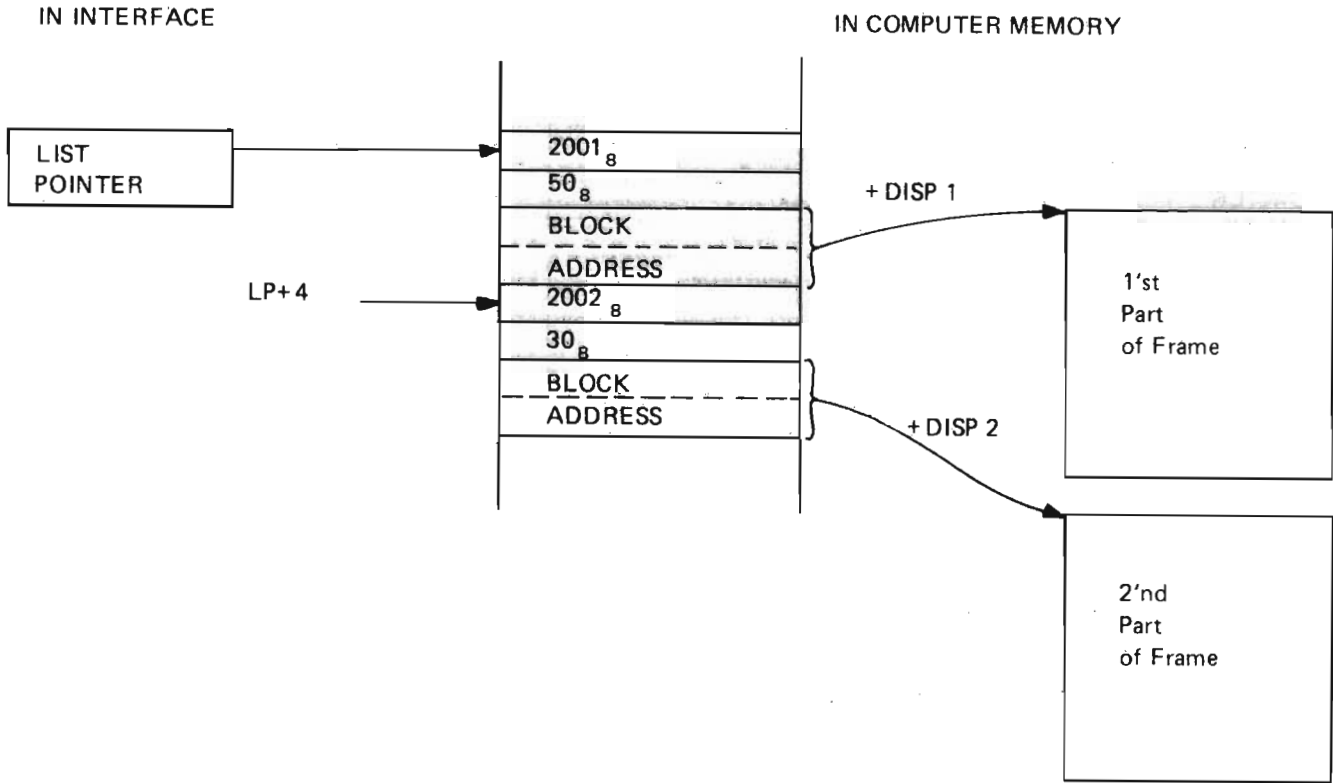 IN INTERFACE
IN COMPUTER MEMORY
LIST
POINTER
2001₈
50₈
BLOCK
ADDRESS
+ DISP 1
1'st
Part
of Frame
LP+4
2002₈
30₈
BLOCK
ADDRESS
+ DISP 2
2'nd
Part
of Frame